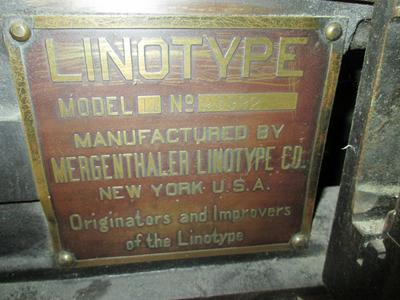 LINOTYPE
MODEL No
MANUFACTURED BY
MERGENTHALER LINOTYPE CO.
NEW YORK U.S.A.
Originators and Improvers
of the Linotype